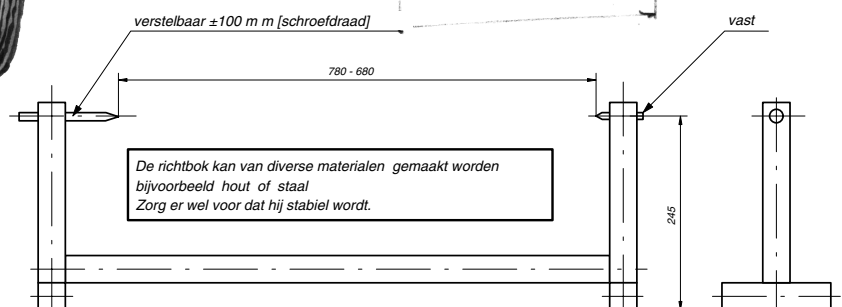 verstelbaar ±100 m m [schroefdraad]
vast
780 - 680
De richtbok kan van diverse materialen gemaakt worden
bijvoorbeeld hout of staal
Zorg er wel voor dat hij stabiel wordt.
245